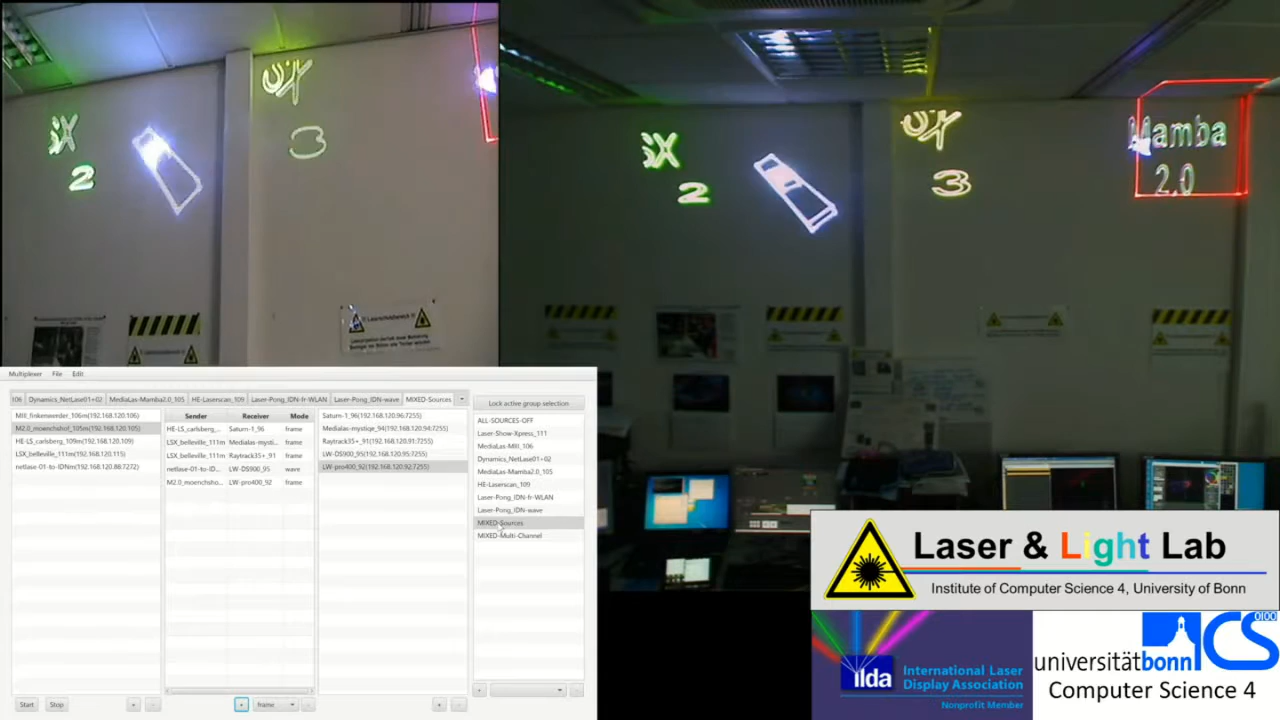 2
3
3
2
Mamba
2.0
Multiplexer File Edit
106 Dynamics_NetLase01+02 MediaLas-Mamba2.0_105 HE-Laserscan_109 Laser-Pong_IDN-fr-WLAN Laser-Pong_IDN-wave MIXED-Sources
Mlll_finkenwerder_106m(192.168.120.106)
M2.0_moenchshof_105m(192.168.120.105)
HE-LS_carlsberg_109m(192.168.120.109)
LSX_belleville_111m(192.168.120.115)
netlase-01-to-IDNm(192.168.120.88:7272)
Sender Receiver Mode
HE-LS_carlsberg_... Saturn-1_96 frame
LSX_belleville_111m Medialas-mysti... frame
LSX_belleville_111m Raytrack35+_91 frame
netlase-01-to-ID... LW-DS900_95 wave
M2.0_moenchsho... LW-pro400_92 frame
Saturn-1_96(192.168.120.96:7255)
Medialas-mystiqe_94(192.168.120.94:7255)
Raytrack35+_91(192.168.120.91:7255)
LW-DS900_95(192.168.120.95:7255)
LW-pro400_92(192.168.120.92:7255)
Lock active group selection
ALL-SOURCES-OFF
Laser-Show-Xpress_111
MediaLas-Mlll_106
Dynamics_NetLase01+02
MediaLas-Mamba2.0_105
HE-Laserscan_109
Laser-Pong_IDN-fr-WLAN
Laser-Pong_IDN-wave
MIXED-Sources
MIXED-Multi-Channel
Start Stop + - + frame - + - + -
Laser & Light Lab
Institute of Computer Science 4, University of Bonn
ilda
International Laser
Display Association
Nonprofit Member
universitätbonn
CS 0100
Computer Science 4